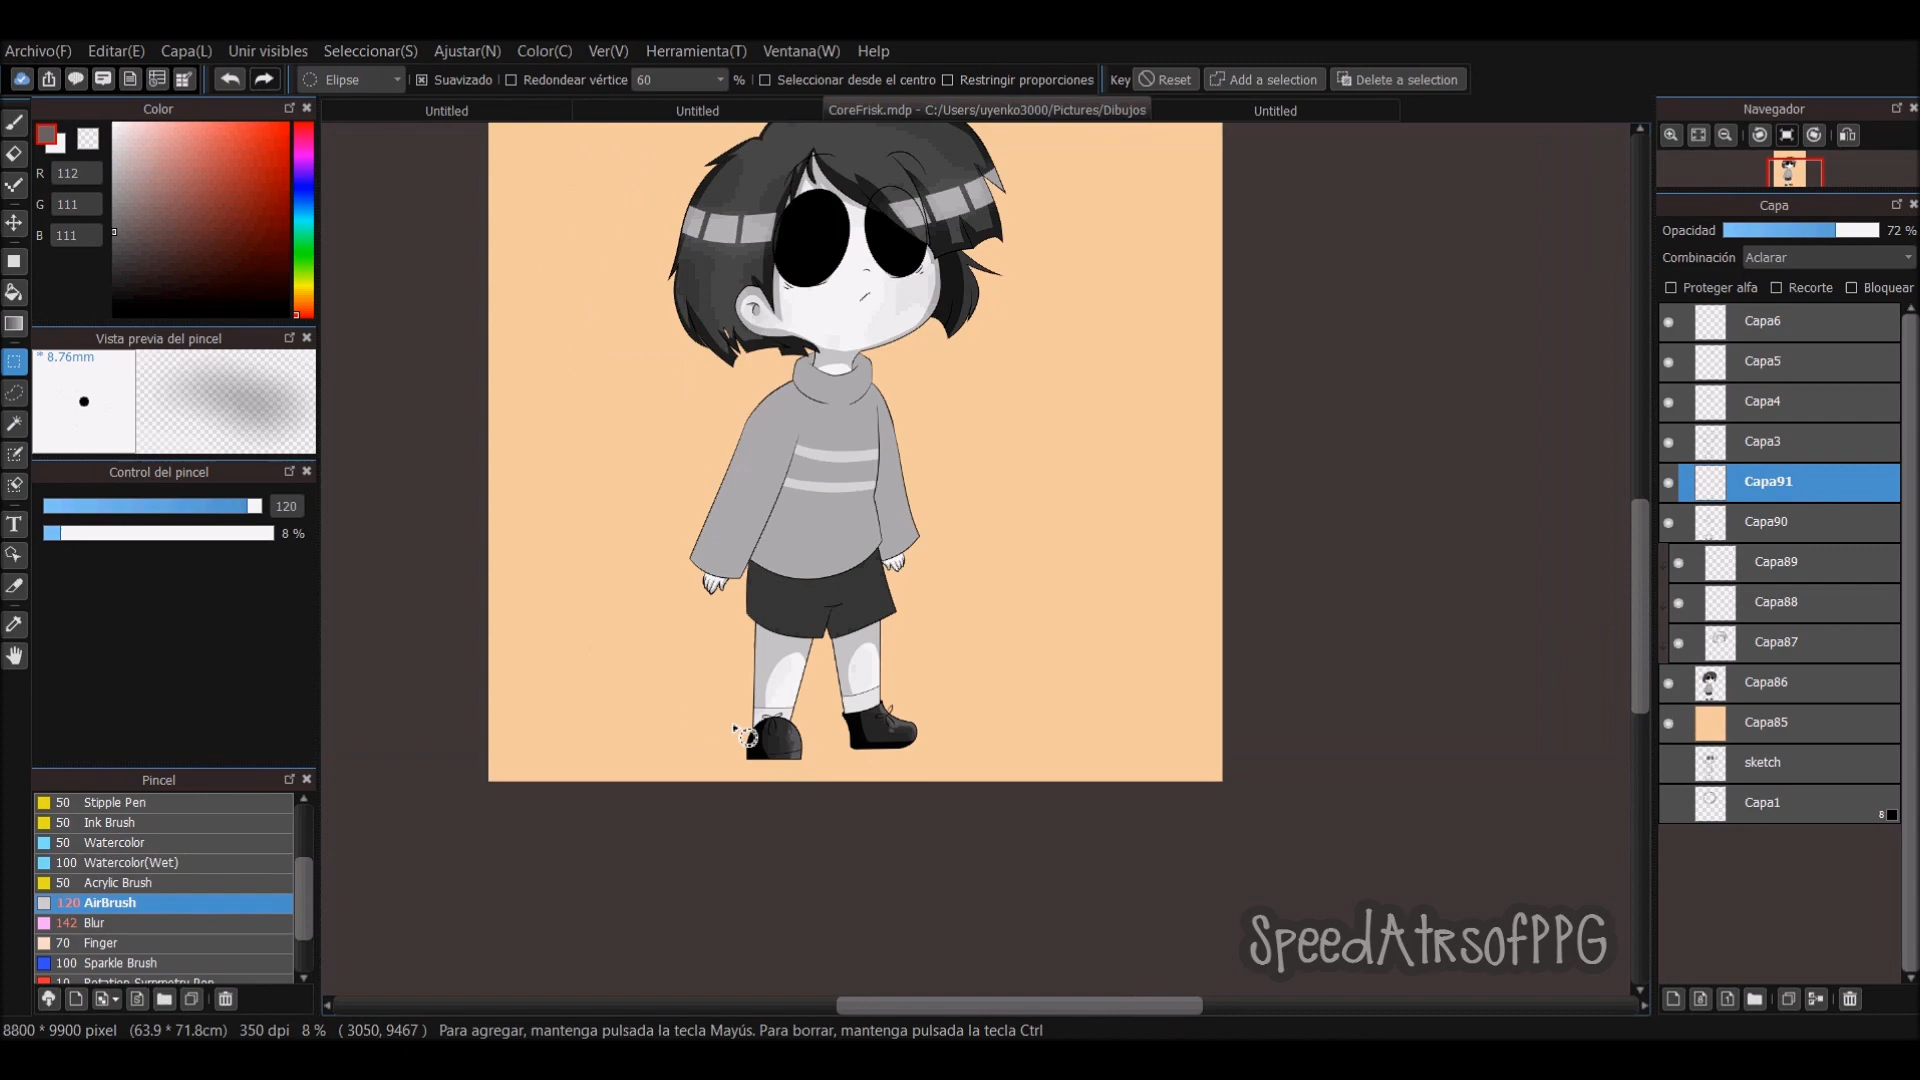 Archivo(F) Editar(E) Capa(L) Unir visibles Seleccionar(S) Ajustar(N) Color(C) Ver(V) Herramienta(T) Ventana(W) Help
Elipse Suavizado Redondear vértice 60 % Seleccionar desde el centro Restringir proporciones Key Reset Add a selection Delete a selection
Color
Untitled Untitled CoreFrisk.mdp - C:/Users/uyenko3000/Pictures/Dibujos Untitled
R 112
G 111
B 111
Vista previa del pincel
* 8.76mm
Control del pincel
120
8 %
Pincel
50 Stipple Pen
50 Ink Brush
50 Watercolor
100 Watercolor(Wet)
50 Acrylic Brush
120 AirBrush
142 Blur
70 Finger
100 Sparkle Brush
10 Rotation Symmetry Pen
Navegador
Capa
Opacidad 72 %
Combinación Aclarar
Proteger alfa Recorte Bloquear
Capa6
Capa5
Capa4
Capa3
Capa91
Capa90
Capa89
Capa88
Capa87
Capa86
Capa85
sketch
Capa1
8
SpeedAtrsofPPG
8800 * 9900 pixel (63.9 * 71.8cm) 350 dpi 8 % ( 3050, 9467 ) Para agregar, mantenga pulsada la tecla Mayús. Para borrar, mantenga pulsada la tecla Ctrl